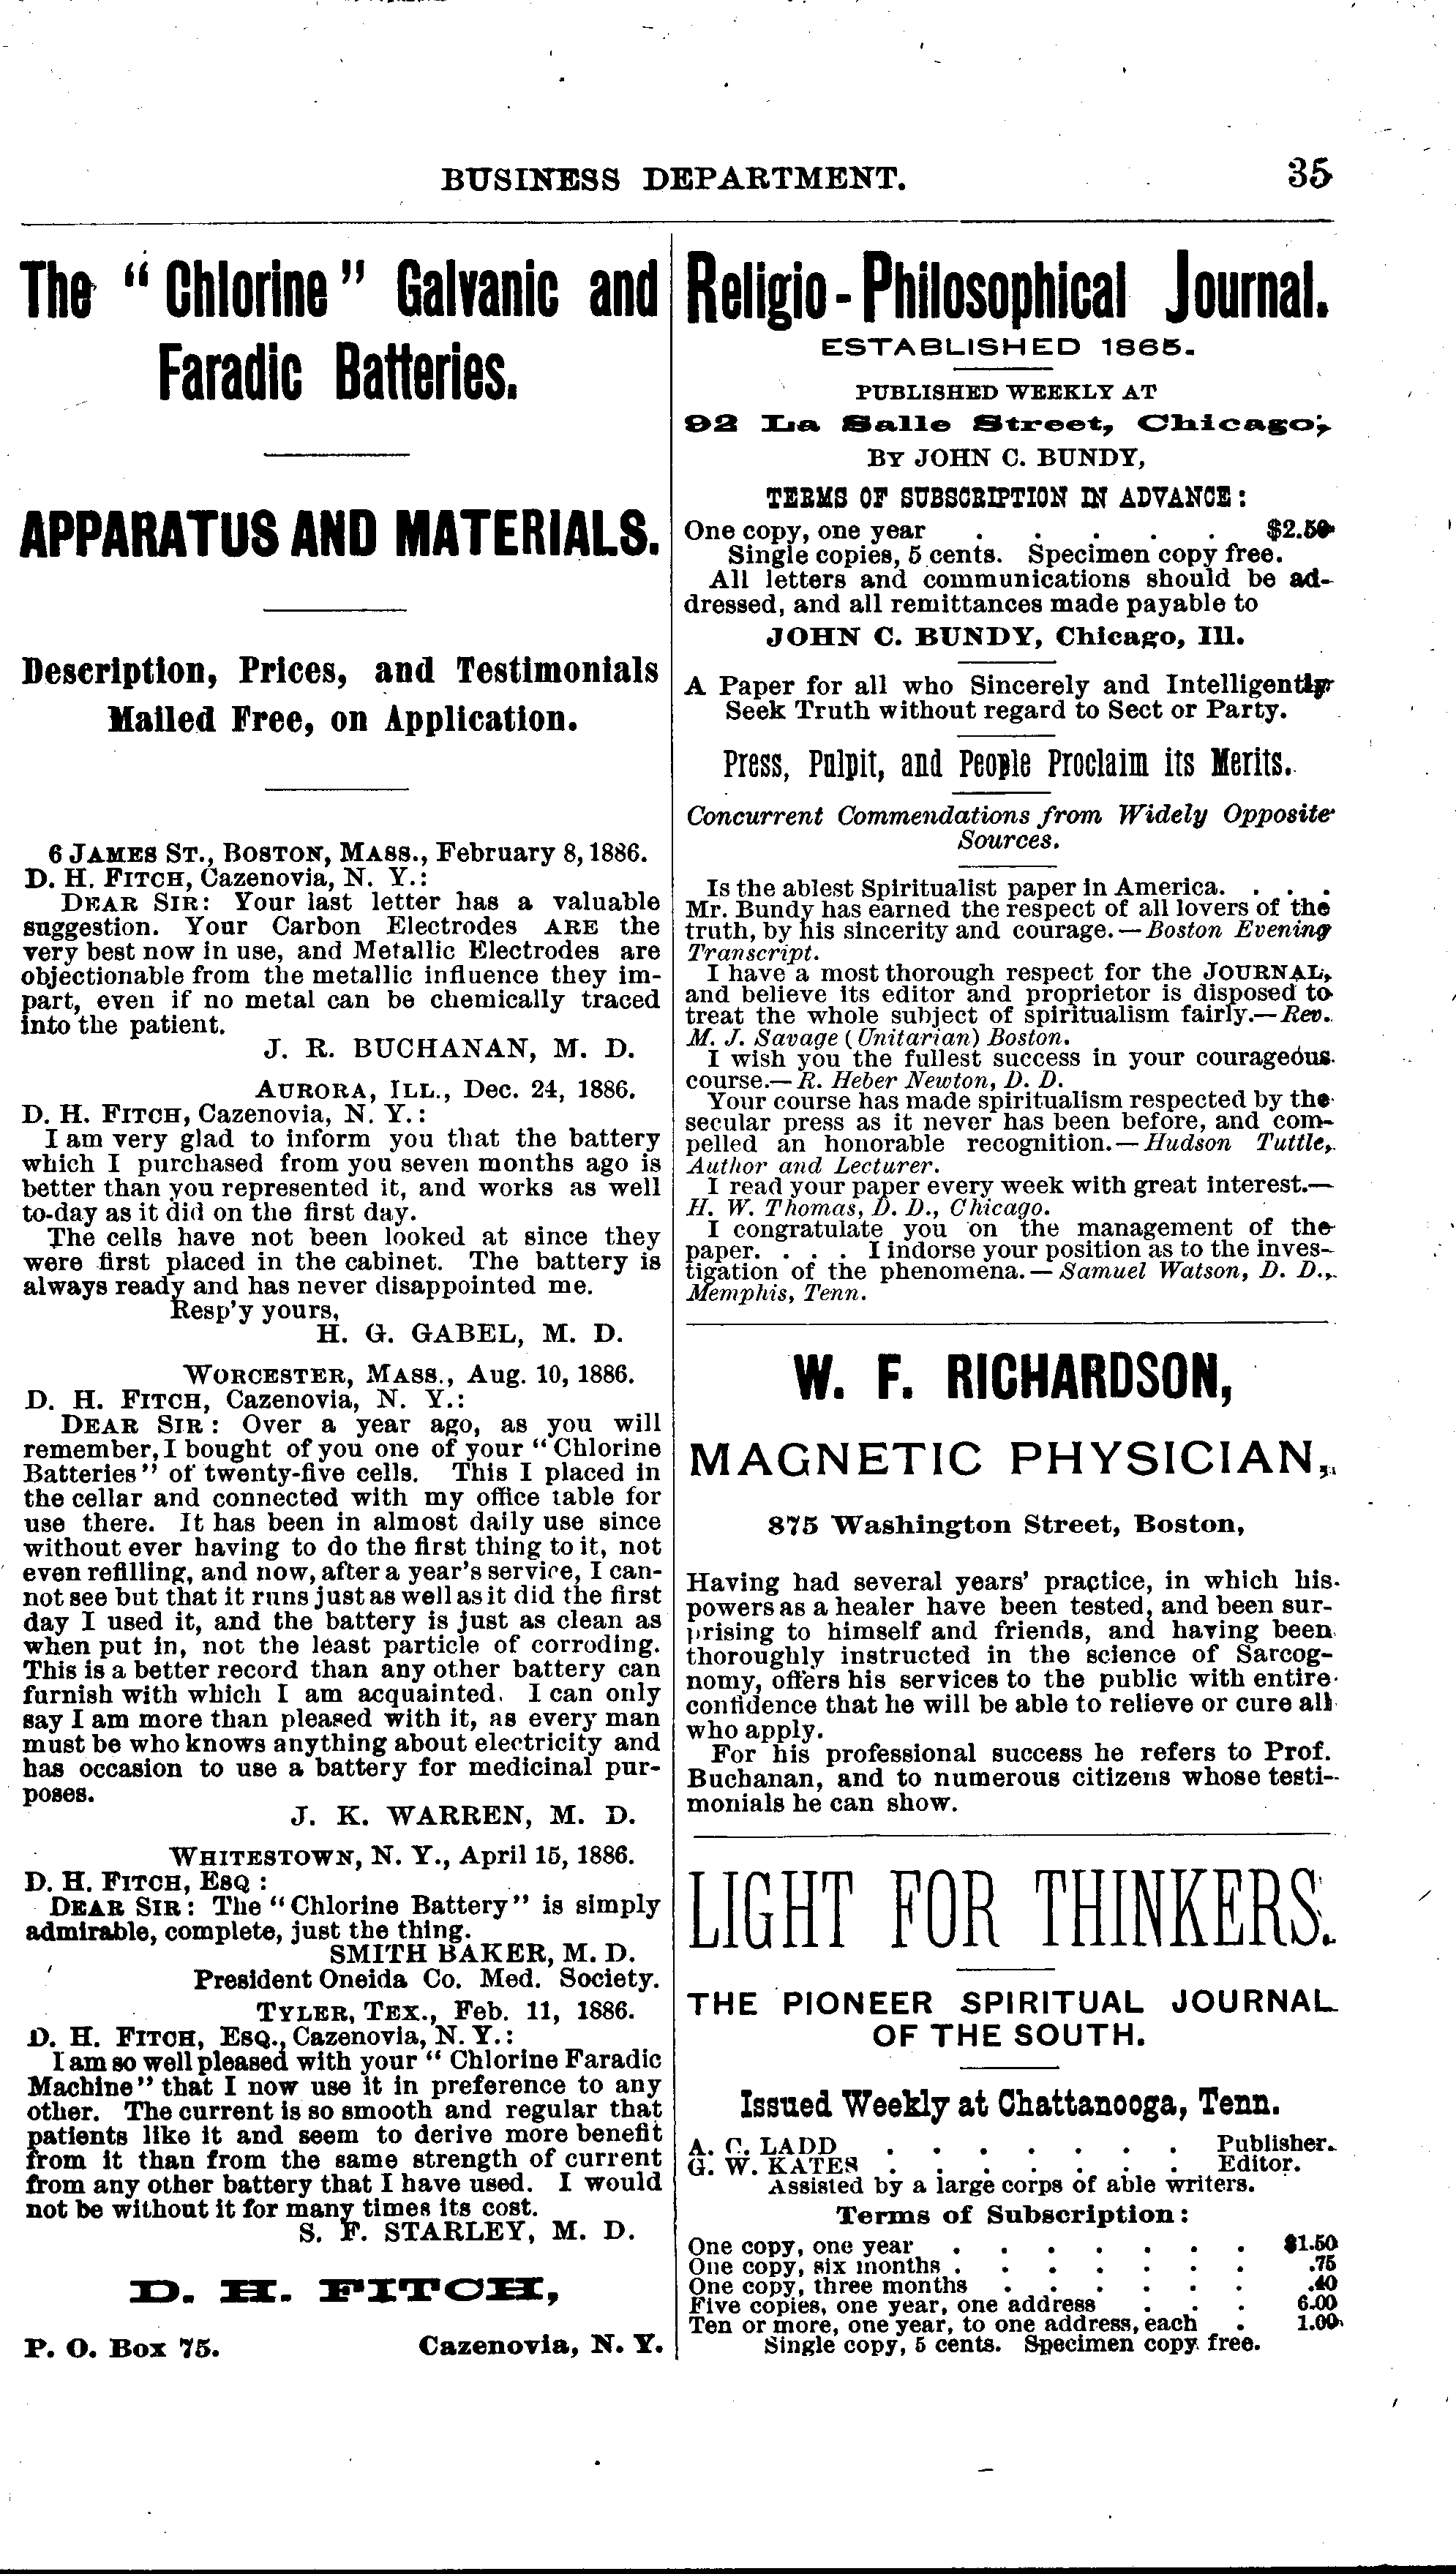 BUSINESS DEPARTMENT. 35
The “Chlorine” Galvanic and
Faradic Batteries.
APPARATUS AND MATERIALS.
Description, Prices, and Testimonials
Mailed Free, on Application.
6 JAMES ST., BOSTON, MASS., February 8, 1886.
D. H. FITCH, Cazenovia, N. Y.:
DEAR SIR: Your last letter has a valuable
suggestion. Your Carbon Electrodes ARE the
very best now in use, and Metallic Electrodes are
objectionable from the metallic influence they im-
part, even if no metal can be chemically traced
into the patient.
J. R. BUCHANAN, M. D.
AURORA, ILL., Dec. 24, 1886.
D. H. FITCH, Cazenovia, N. Y.:
I am very glad to inform you that the battery
which I purchased from you seven months ago is
better than you represented it, and works as well
to-day as it did on the first day.
The cells have not been looked at since they
were first placed in the cabinet. The battery is
always ready and has never disappointed me.
Resp'y yours,
H. G. GABEL, M. D.
WORCESTER, MASS., Aug. 10, 1886.
D. H. FITCH, Cazenovia, N. Y.:
DEAR SIR: Over a year ago, as you will
remember, I bought of you one of your “Chlorine
Batteries” of twenty-five cells. This I placed in
the cellar and connected with my office table for
use there. It has been in almost daily use since
without ever having to do the first thing to it, not
even refilling, and now, after a year's service, I can-
not see but that it runs just as well as it did the first
day I used it, and the battery is just as clean as
when put in, not the least particle of corroding.
This is a better record than any other battery can
furnish with which I am acquainted. I can only
say I am more than pleased with it, as every man
must be who knows anything about electricity and
has occasion to use a battery for medicinal pur-
poses.
J. K. WARREN, M. D.
WHITESTOWN, N. Y., April 15, 1886.
D. H. FITCH, ESQ :
DEAR SIR: The “Chlorine Battery” is simply
admirable, complete, just the thing.
SMITH BAKER, M. D.
President Oneida Co. Med. Society.
TYLER, TEX., Feb. 11, 1886.
D. H. FITCH, ESQ., Cazenovia, N. Y.:
I am so well pleased with your “Chlorine Faradic
Machine” that I now use it in preference to any
other. The current is so smooth and regular that
patients like it and seem to derive more benefit
from it than from the same strength of current
from any other battery that I have used. I would
not be without it for many times its cost.
S. F. STARLEY, M. D.
D. H. FITCH,
P. O. Box 75. Cazenovia, N. Y.
Religio-Philosophical Journal.
ESTABLISHED 1865.
PUBLISHED WEEKLY AT
92 La Salle Street, Chicago,
BY JOHN C. BUNDY,
TERMS OF SUBSCRIPTION IN ADVANCE:
One copy, one year . . . . . $2.50
Single copies, 5 cents. Specimen copy free.
All letters and communications should be ad-
dressed, and all remittances made payable to
JOHN C. BUNDY, Chicago, Ill.
A Paper for all who Sincerely and Intelligently
Seek Truth without regard to Sect or Party.
Press, Pulpit, and People Proclaim its Merits.
Concurrent Commendations from Widely Opposite
Sources.
Is the ablest Spiritualist paper in America. . . .
Mr. Bundy has earned the respect of all lovers of the
truth, by his sincerity and courage.—Boston Evening
Transcript.
I have a most thorough respect for the JOURNAL,
and believe its editor and proprietor is disposed to
treat the whole subject of spiritualism fairly.—Rev.
M. J. Savage (Unitarian) Boston.
I wish you the fullest success in your courageous
course.—R. Heber Newton, D. D.
Your course has made spiritualism respected by the
secular press as it never has been before, and com-
pelled an honorable recognition.—Hudson Tuttle,
Author and Lecturer.
I read your paper every week with great interest.—
H. W. Thomas, D. D., Chicago.
I congratulate you on the management of the
paper. . . . I indorse your position as to the inves-
tigation of the phenomena.—Samuel Watson, D. D.,
Memphis, Tenn.
W. F. RICHARDSON,
MAGNETIC PHYSICIAN,
875 Washington Street, Boston,
Having had several years' practice, in which his
powers as a healer have been tested, and been sur-
prising to himself and friends, and having been
thoroughly instructed in the science of Sarcog-
nomy, offers his services to the public with entire
confidence that he will be able to relieve or cure all
who apply.
For his professional success he refers to Prof.
Buchanan, and to numerous citizens whose testi-
monials he can show.
LIGHT FOR THINKERS.
THE PIONEER SPIRITUAL JOURNAL
OF THE SOUTH.
Issued Weekly at Chattanooga, Tenn.
A. C. LADD . . . . . . . Publisher.
G. W. KATES . . . . . . . Editor.
Assisted by a large corps of able writers.
Terms of Subscription:
One copy, one year . . . . . . . $1.50
One copy, six months . . . . . . . .75
One copy, three months . . . . . . .40
Five copies, one year, one address . . . 6.00
Ten or more, one year, to one address, each . 1.00
Single copy, 5 cents. Specimen copy free.